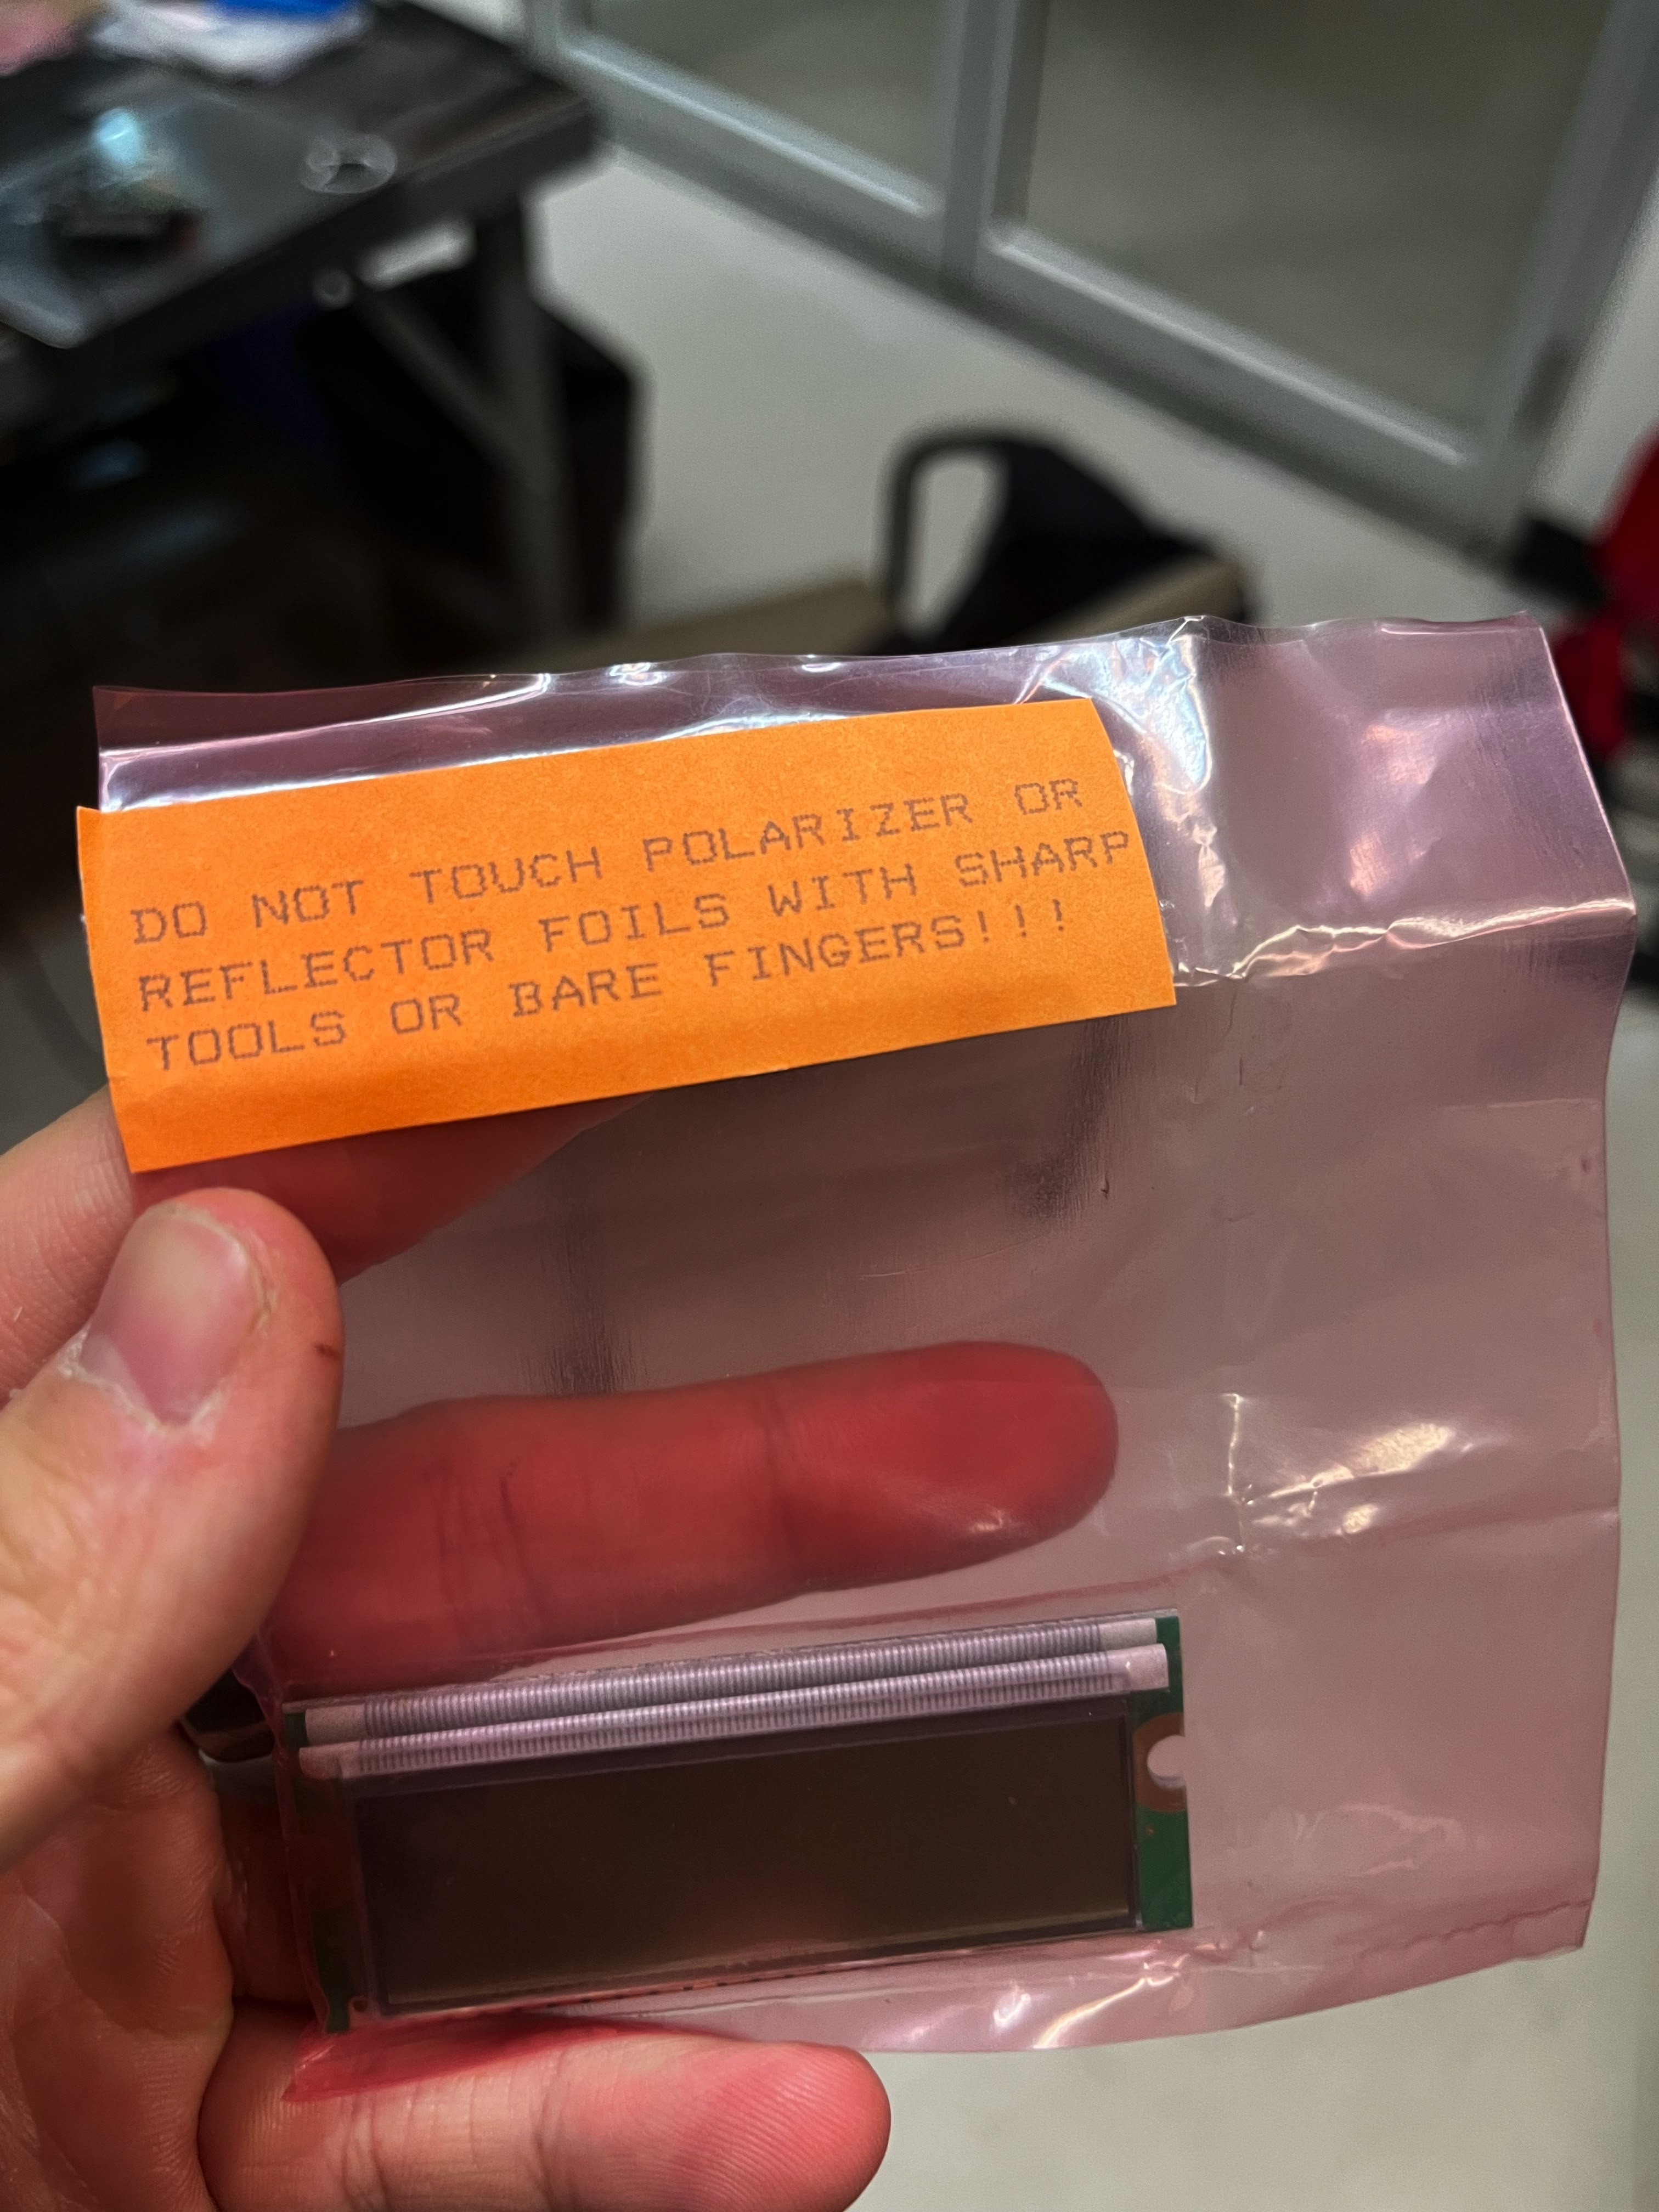 DO NOT TOUCH POLARIZER OR
REFLECTOR FOILS WITH SHARP
TOOLS OR BARE FINGERS!!!